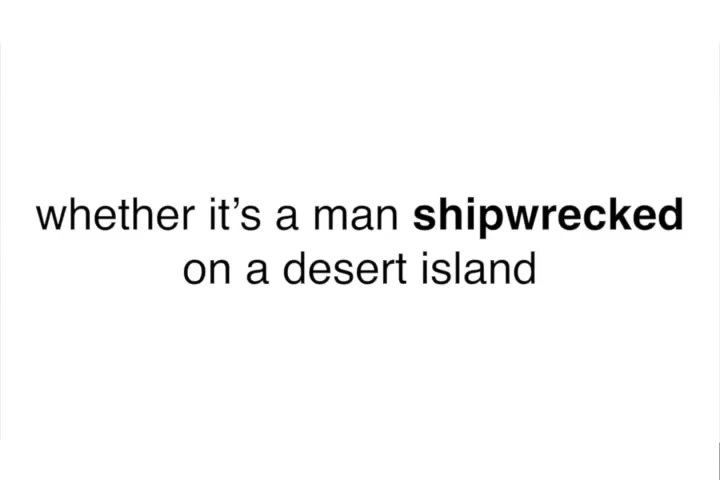 whether it’s a man shipwrecked
on a desert island